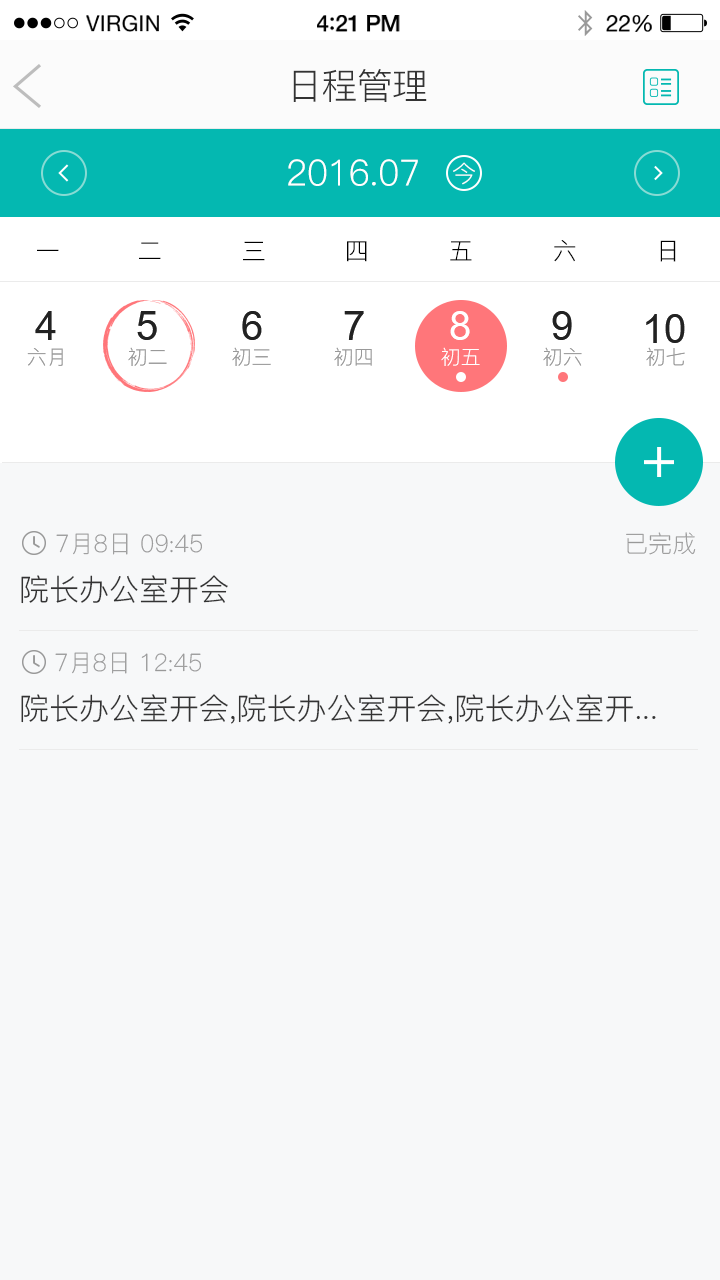 VIRGIN 4:21 PM 22%
日程管理
2016.07 今
一 二 三 四 五 六 日
4 5 6 7 8 9 10
六月 初二 初三 初四 初五 初六 初七
+
7月8日 09:45 已完成
院长办公室开会
7月8日 12:45
院长办公室开会,院长办公室开会,院长办公室开...